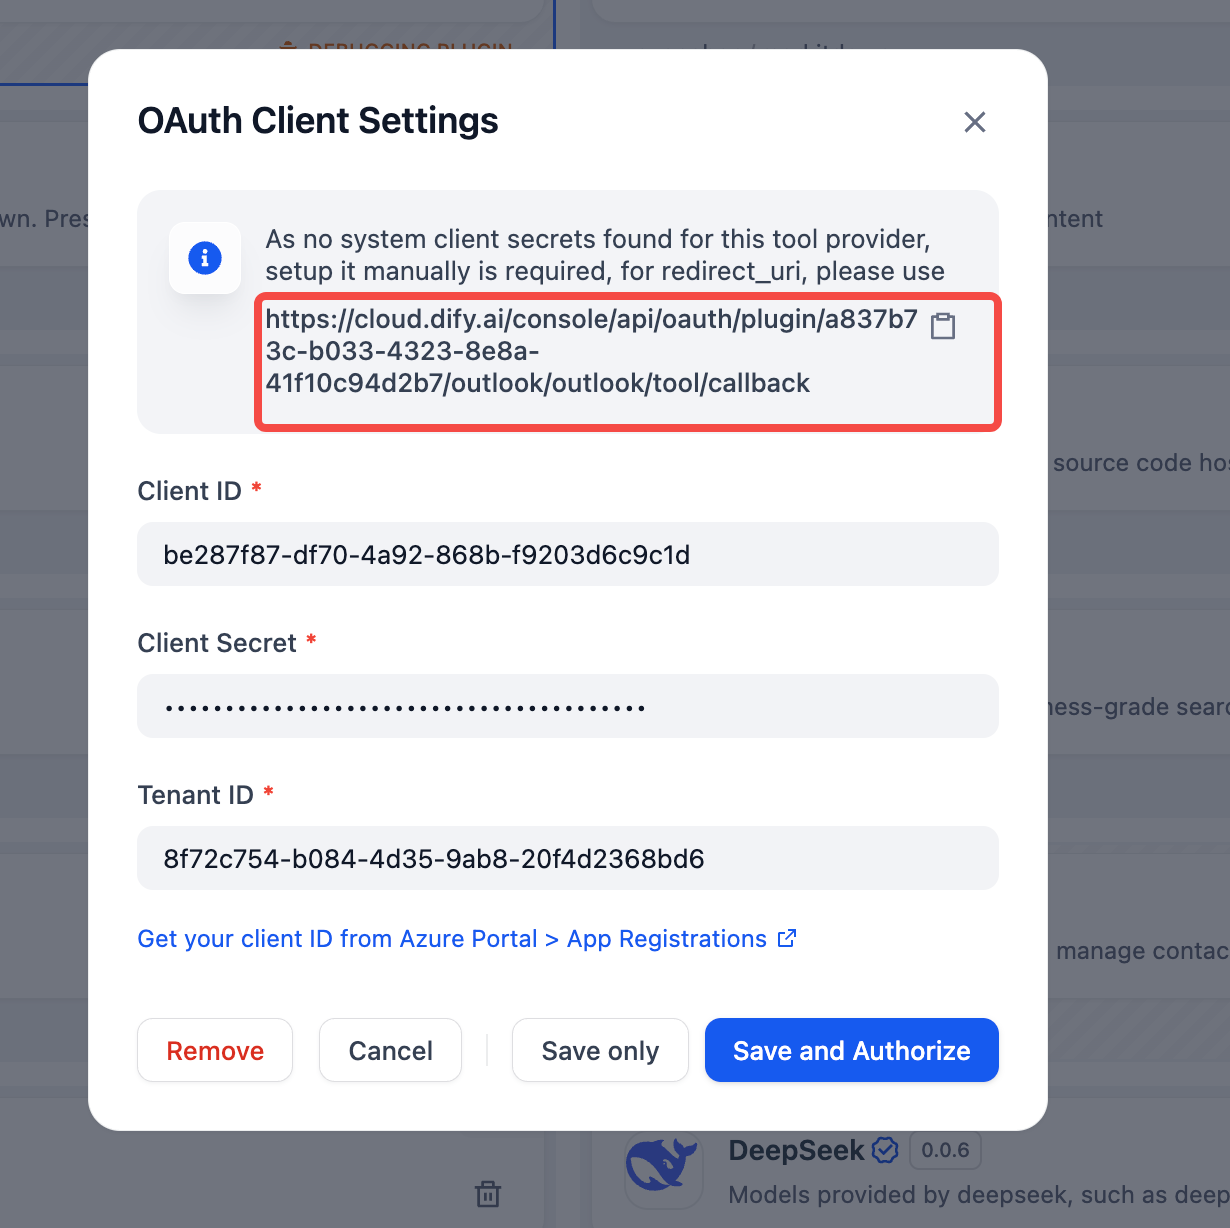 OAuth Client Settings
wn. Pres
ntent
As no system client secrets found for this tool provider,
setup it manually is required, for redirect_uri, please use
https://cloud.dify.ai/console/api/oauth/plugin/a837b7
3c-b033-4323-8e8a-
41f10c94d2b7/outlook/outlook/tool/callback
source code hos
Client ID *
be287f87-df70-4a92-868b-f9203d6c9c1d
Client Secret *
ness-grade searc
Tenant ID *
8f72c754-b084-4d35-9ab8-20f4d2368bd6
Get your client ID from Azure Portal > App Registrations
manage contac
Remove
Cancel
Save only
Save and Authorize
DeepSeek
0.0.6
Models provided by deepseek, such as deep